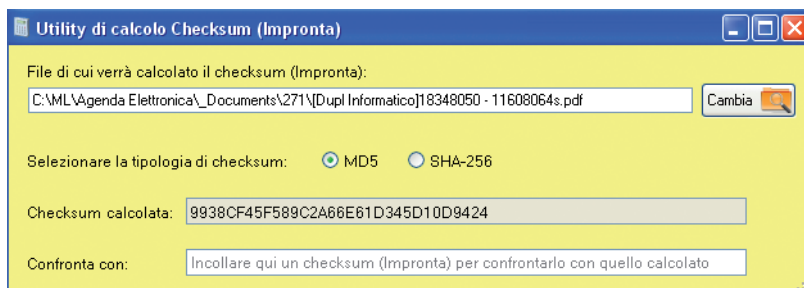 Utility di calcolo Checksum (Impronta)
File di cui verrà calcolato il checksum (Impronta):
C:\ML\Agenda Elettronica\_Documents\271\[Dupl Informatico]18348050 - 11608064s.pdf
Cambia
Selezionare la tipologia di checksum: MD5 SHA-256
Checksum calcolata: 9938CF45F589C2A66E61D345D10D9424
Confronta con: Incollare qui un checksum (Impronta) per confrontarlo con quello calcolato